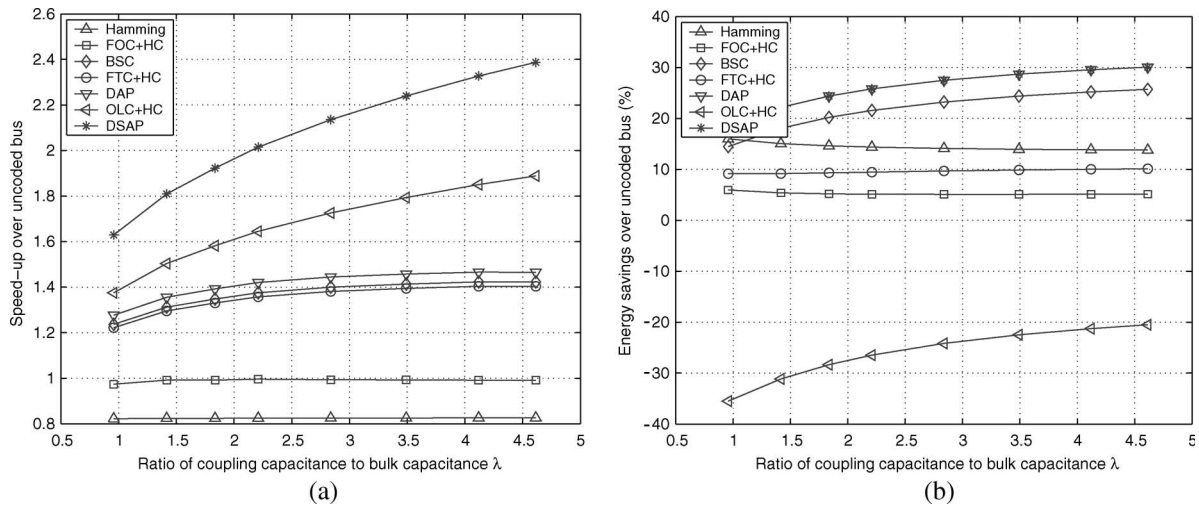 2.6
2.4
2.2
2
1.8
1.6
1.4
1.2
1
0.8
Speed-up over uncoded bus
Hamming
FOC+HC
BSC
FTC+HC
DAP
OLC+HC
DSAP
0.5 1 1.5 2 2.5 3 3.5 4 4.5 5
Ratio of coupling capacitance to bulk capacitance λ
(a)
40
30
20
10
0
-10
-20
-30
-40
Energy savings over uncoded bus (%)
Hamming
FOC+HC
BSC
FTC+HC
DAP
OLC+HC
DSAP
0.5 1 1.5 2 2.5 3 3.5 4 4.5 5
Ratio of coupling capacitance to bulk capacitance λ
(b)